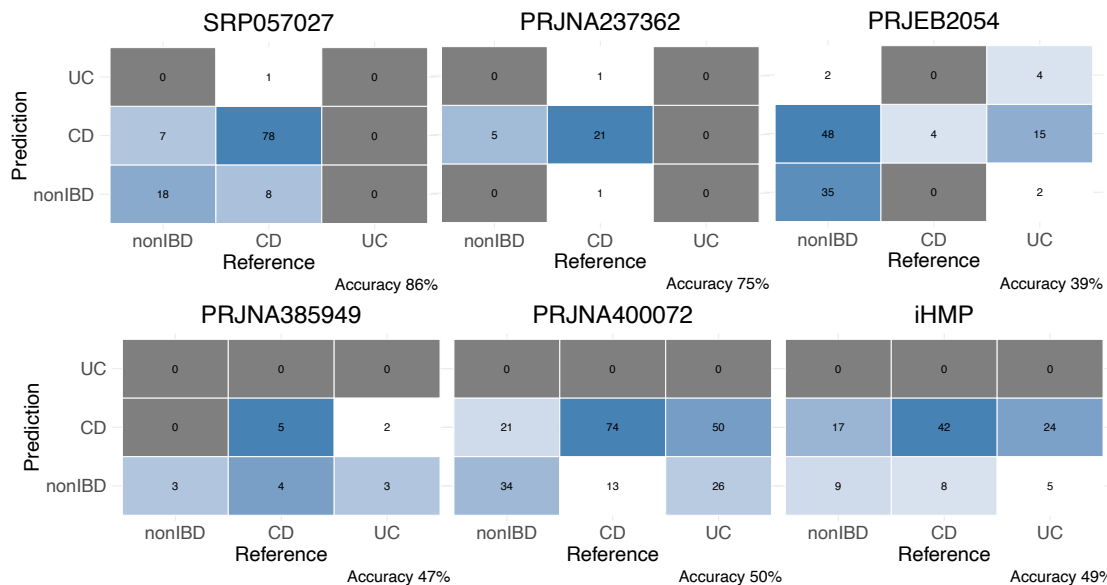 SRP057027 PRJNA237362 PRJEB2054
Prediction
UC 0 1 0 0 1 0 2 0 4
CD 7 78 0 5 21 0 48 4 15
nonIBD 18 8 0 0 1 0 35 0 2
nonIBD CD UC nonIBD CD UC nonIBD CD UC
Reference Reference Reference
Accuracy 86% Accuracy 75% Accuracy 39%
PRJNA385949 PRJNA400072 iHMP
Prediction
UC 0 0 0 0 0 0 0 0 0
CD 0 5 2 21 74 50 17 42 24
nonIBD 3 4 3 34 13 26 9 8 5
nonIBD CD UC nonIBD CD UC nonIBD CD UC
Reference Reference Reference
Accuracy 47% Accuracy 50% Accuracy 49%